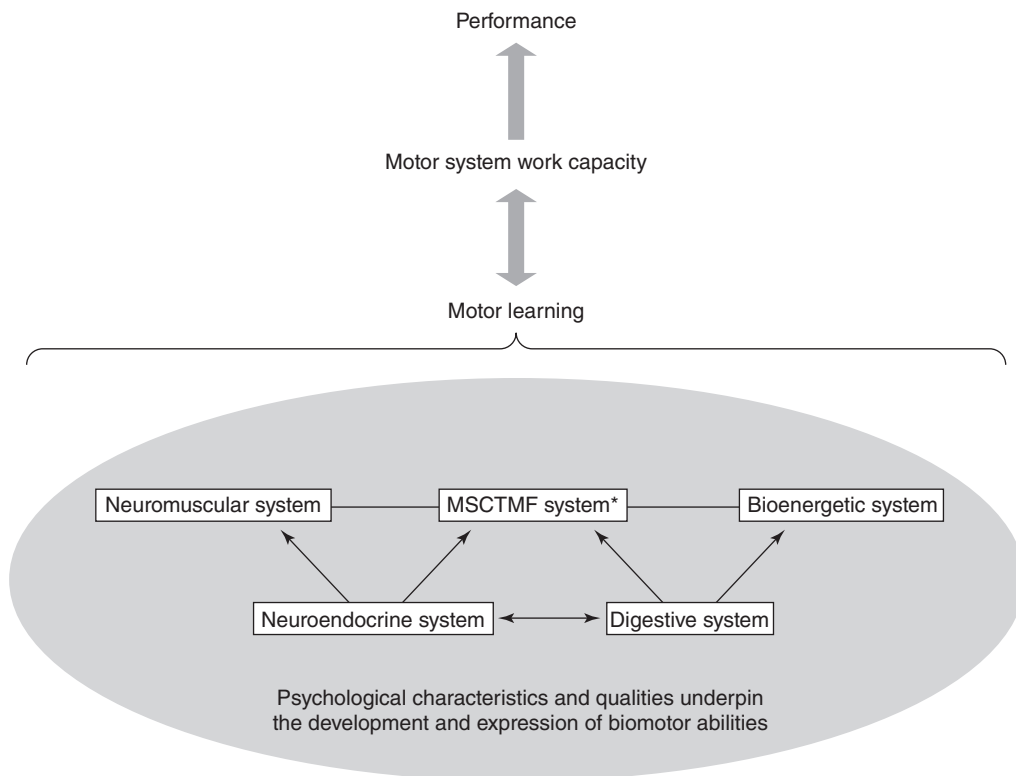 Performance
Motor system work capacity
Motor learning
Neuromuscular system
MSCTMF system*
Bioenergetic system
Neuroendocrine system
Digestive system
Psychological characteristics and qualities underpin
the development and expression of biomotor abilities